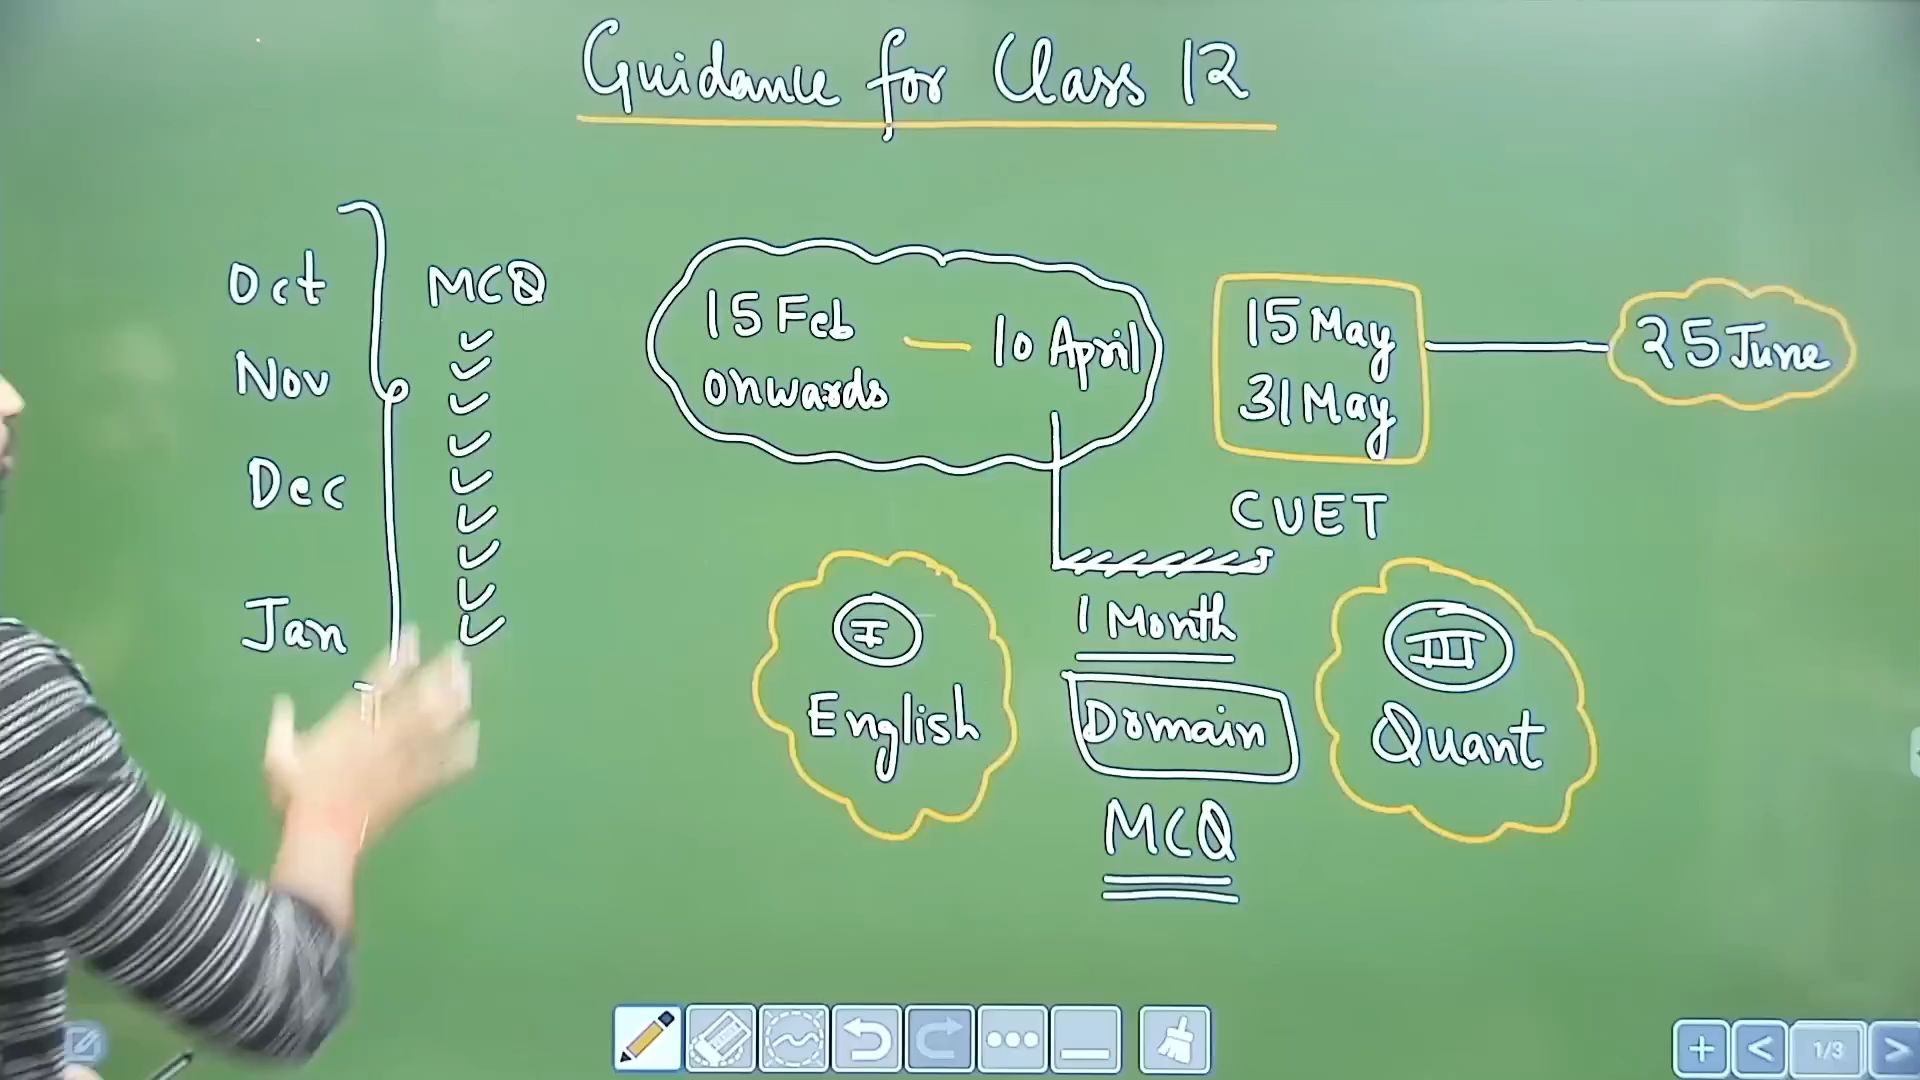 Guidance for Class 12
Oct
Nov
Dec
Jan
MCQ
15 Feb
onwards
— 10 April
15 May
31 May
25 June
CUET
1 Month
Domain
MCQ
I
English
III
Quant
1/3